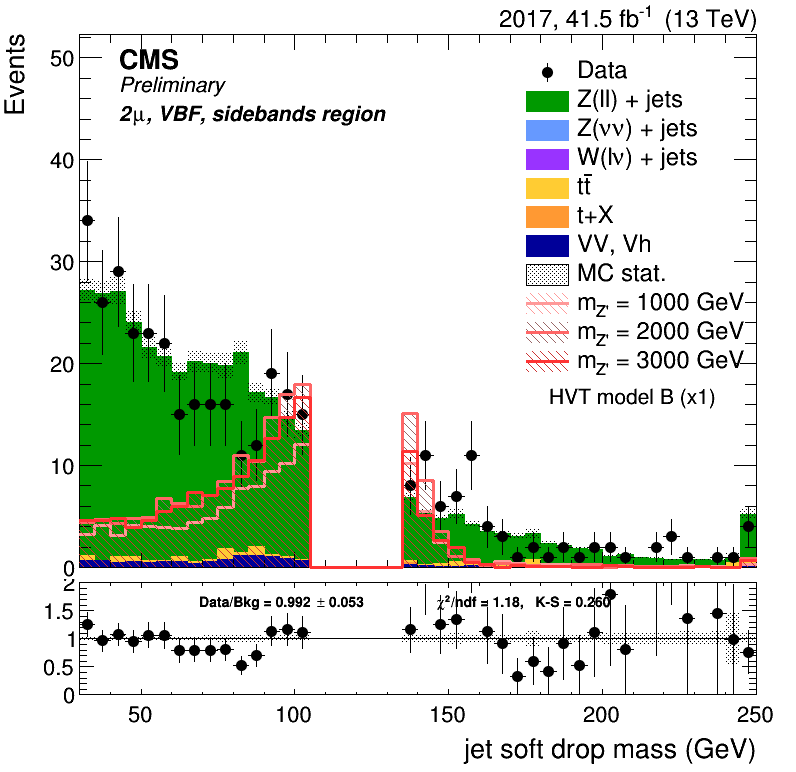 2017, 41.5 fb⁻¹ (13 TeV)
Events
CMS
Preliminary
2μ, VBF, sidebands region
Data
Z(ll) + jets
Z(νν) + jets
W(lν) + jets
tt̄
t+X
VV, Vh
MC stat.
m_Z' = 1000 GeV
m_Z' = 2000 GeV
m_Z' = 3000 GeV
HVT model B (x1)
50
40
30
20
10
0
Data/Bkg = 0.992 ± 0.053
χ²/ndf = 1.18, K-S = 0.260
2
1.5
1
0.5
0
50 100 150 200 250
jet soft drop mass (GeV)